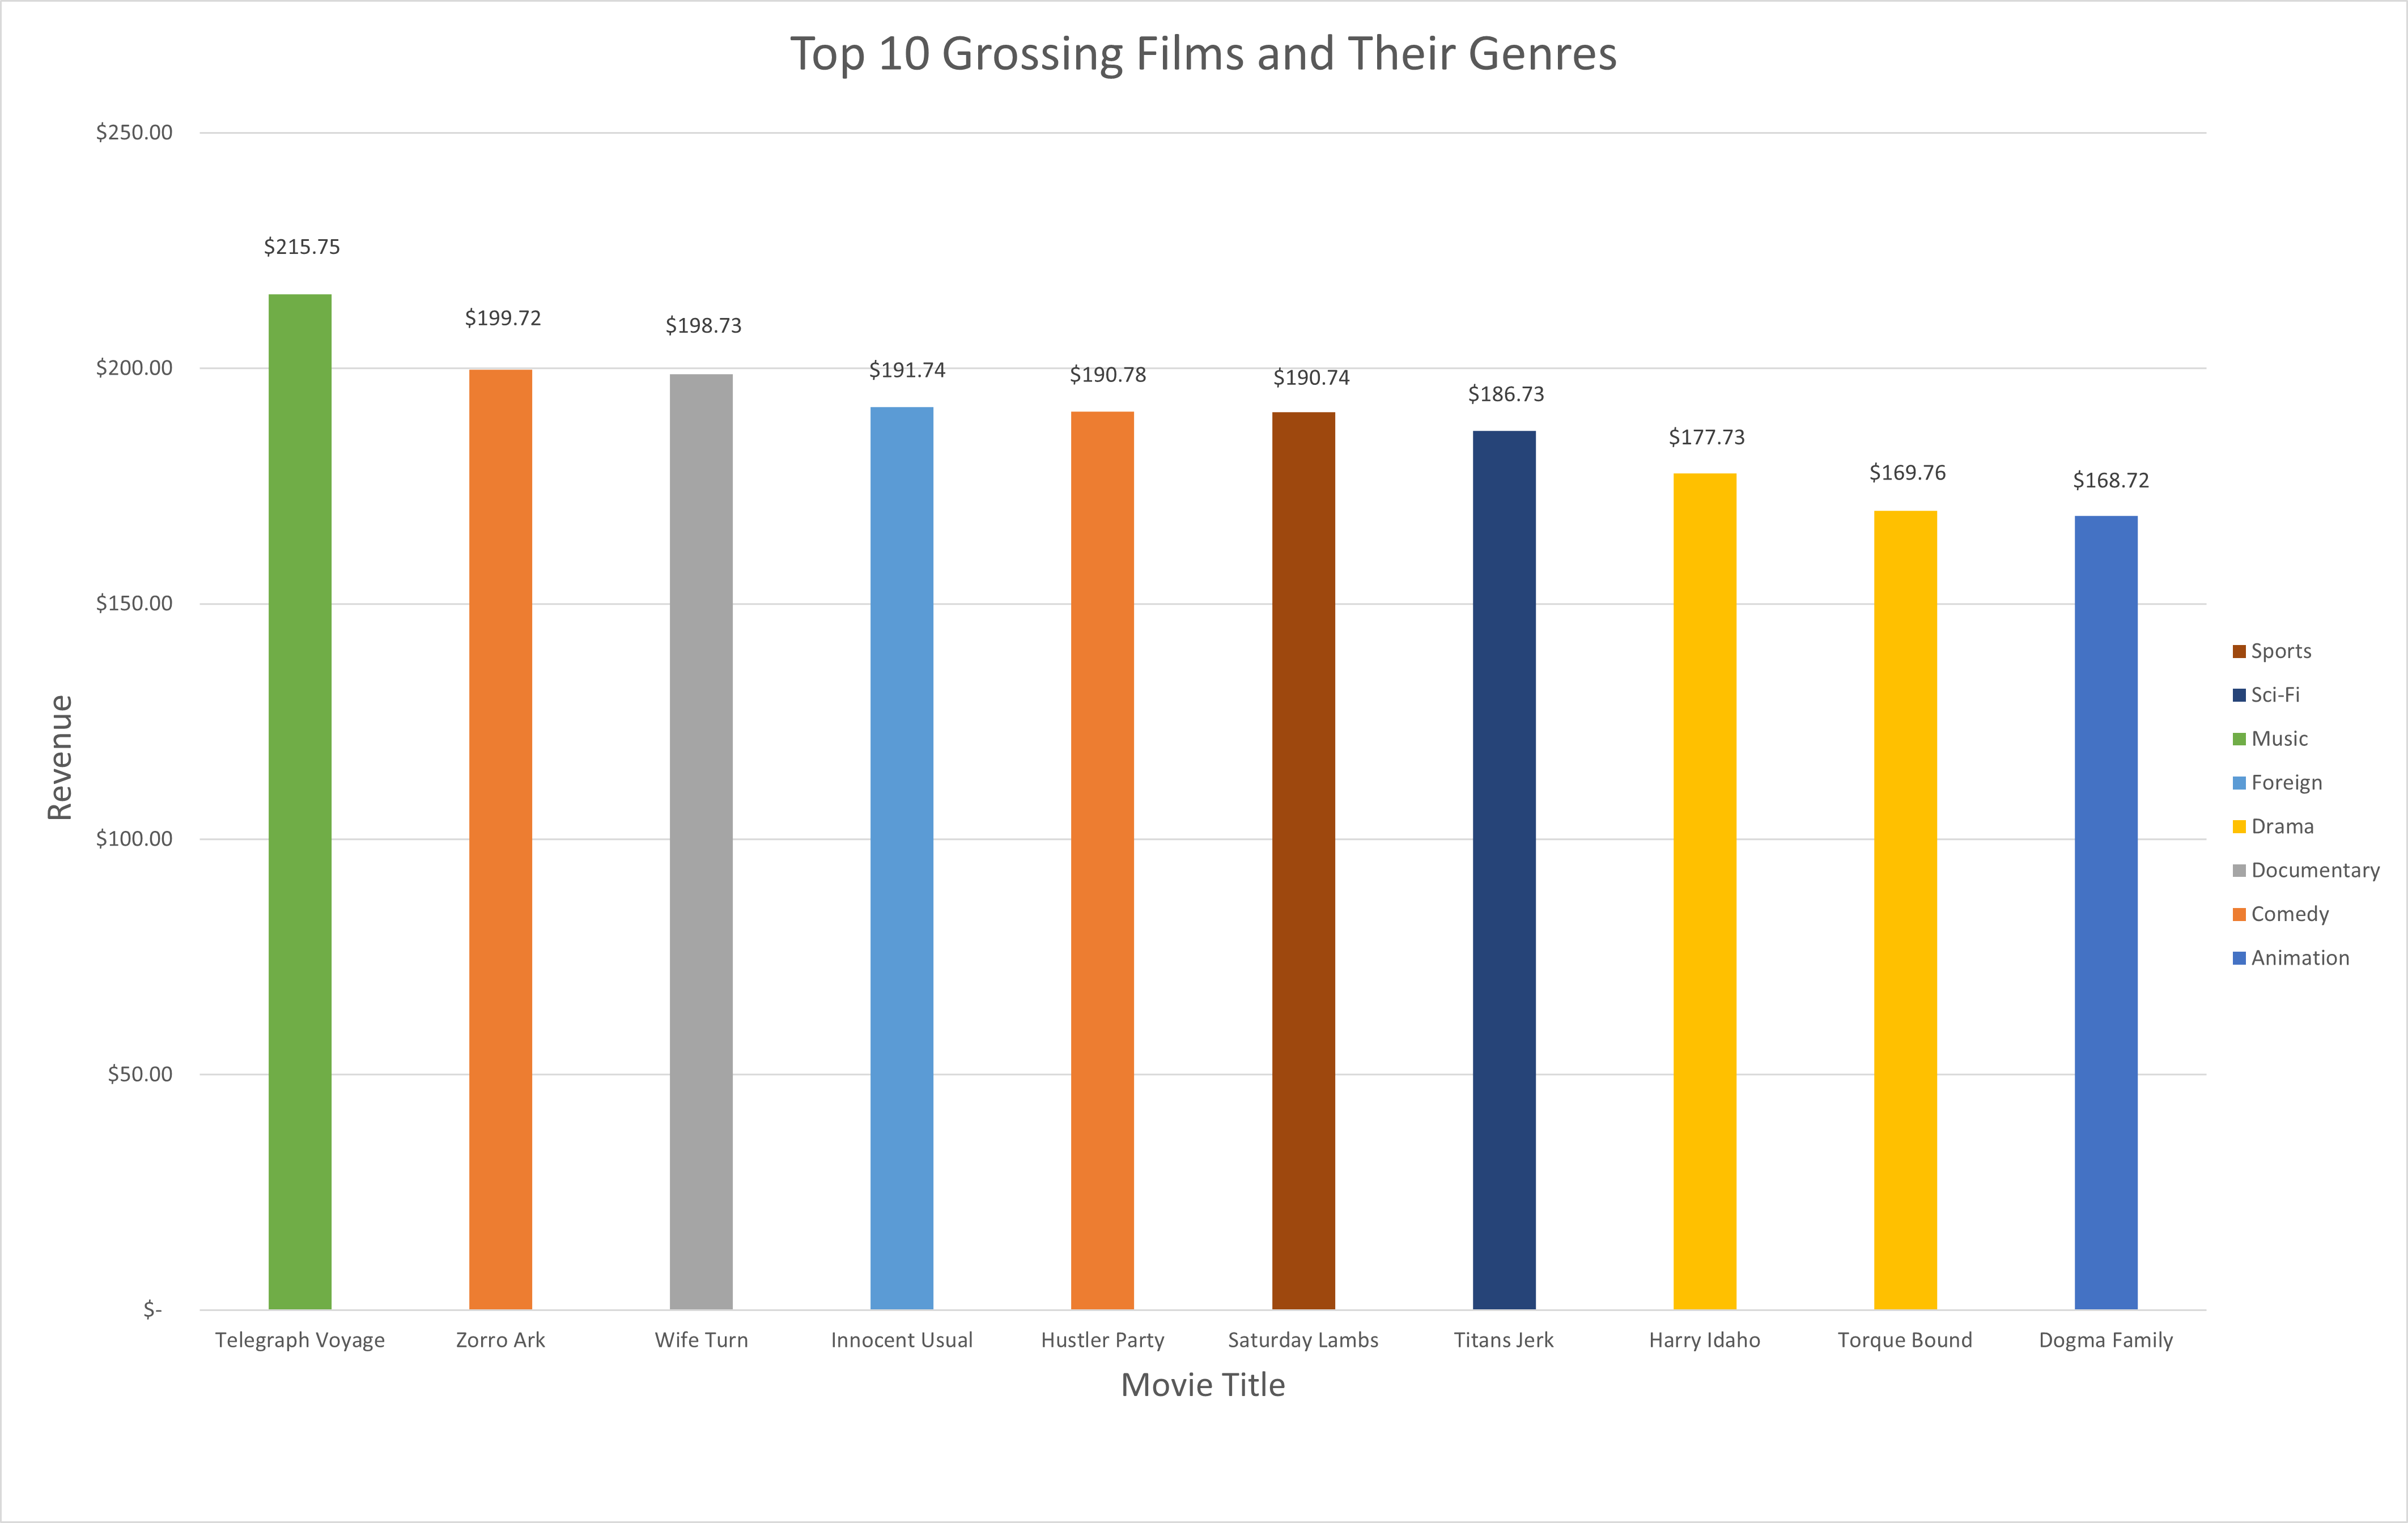 Top 10 Grossing Films and Their Genres
$250.00
$200.00
$150.00
$100.00
$50.00
$-
Revenue
$215.75
$199.72
$198.73
$191.74
$190.78
$190.74
$186.73
$177.73
$169.76
$168.72
Telegraph Voyage
Zorro Ark
Wife Turn
Innocent Usual
Hustler Party
Saturday Lambs
Titans Jerk
Harry Idaho
Torque Bound
Dogma Family
Movie Title
Sports
Sci-Fi
Music
Foreign
Drama
Documentary
Comedy
Animation